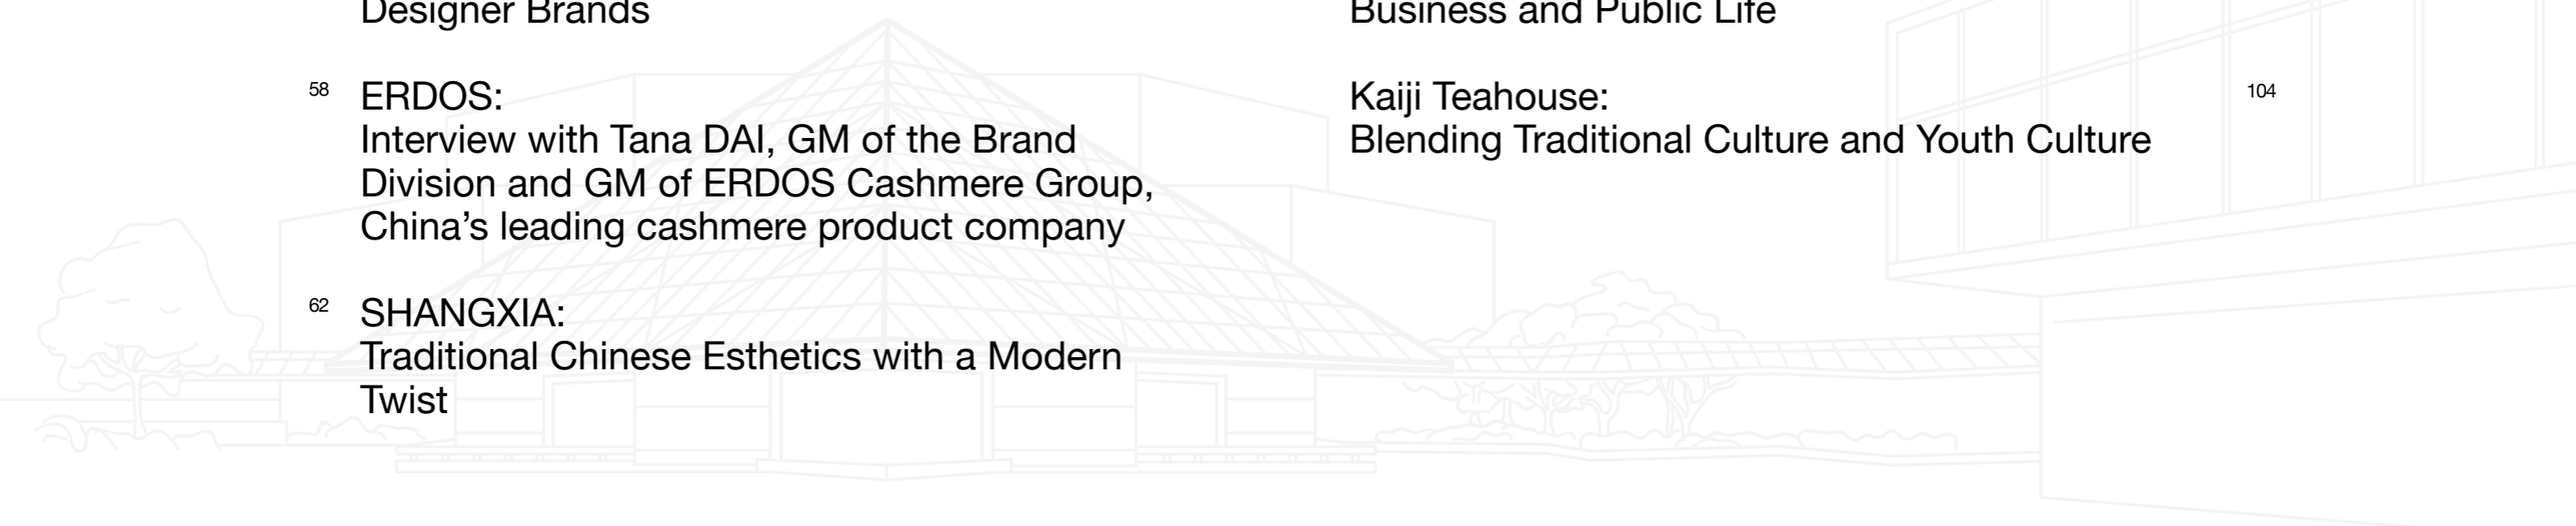 Designer Brands
58 ERDOS:
Interview with Tana DAI, GM of the Brand
Division and GM of ERDOS Cashmere Group,
China’s leading cashmere product company
62 SHANGXIA:
Traditional Chinese Esthetics with a Modern
Twist
Business and Public Life
Kaiji Teahouse: 104
Blending Traditional Culture and Youth Culture